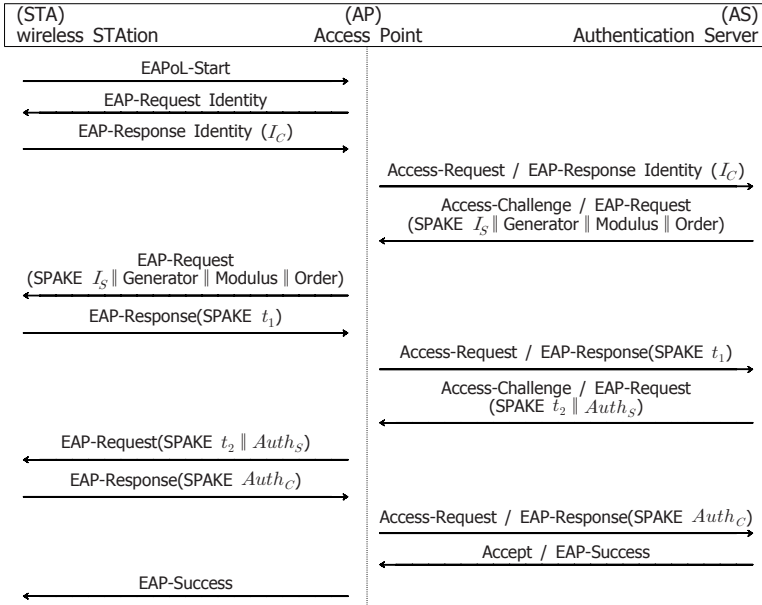 (STA) (AP) (AS)
wireless STAtion Access Point Authentication Server
EAPoL-Start
EAP-Request Identity
EAP-Response Identity (I_C)
Access-Request / EAP-Response Identity (I_C)
Access-Challenge / EAP-Request
(SPAKE I_S ∥ Generator ∥ Modulus ∥ Order)
EAP-Request
(SPAKE I_S ∥ Generator ∥ Modulus ∥ Order)
EAP-Response(SPAKE t_1)
Access-Request / EAP-Response(SPAKE t_1)
Access-Challenge / EAP-Request
(SPAKE t_2 ∥ Auth_S)
EAP-Request(SPAKE t_2 ∥ Auth_S)
EAP-Response(SPAKE Auth_C)
Access-Request / EAP-Response(SPAKE Auth_C)
Accept / EAP-Success
EAP-Success